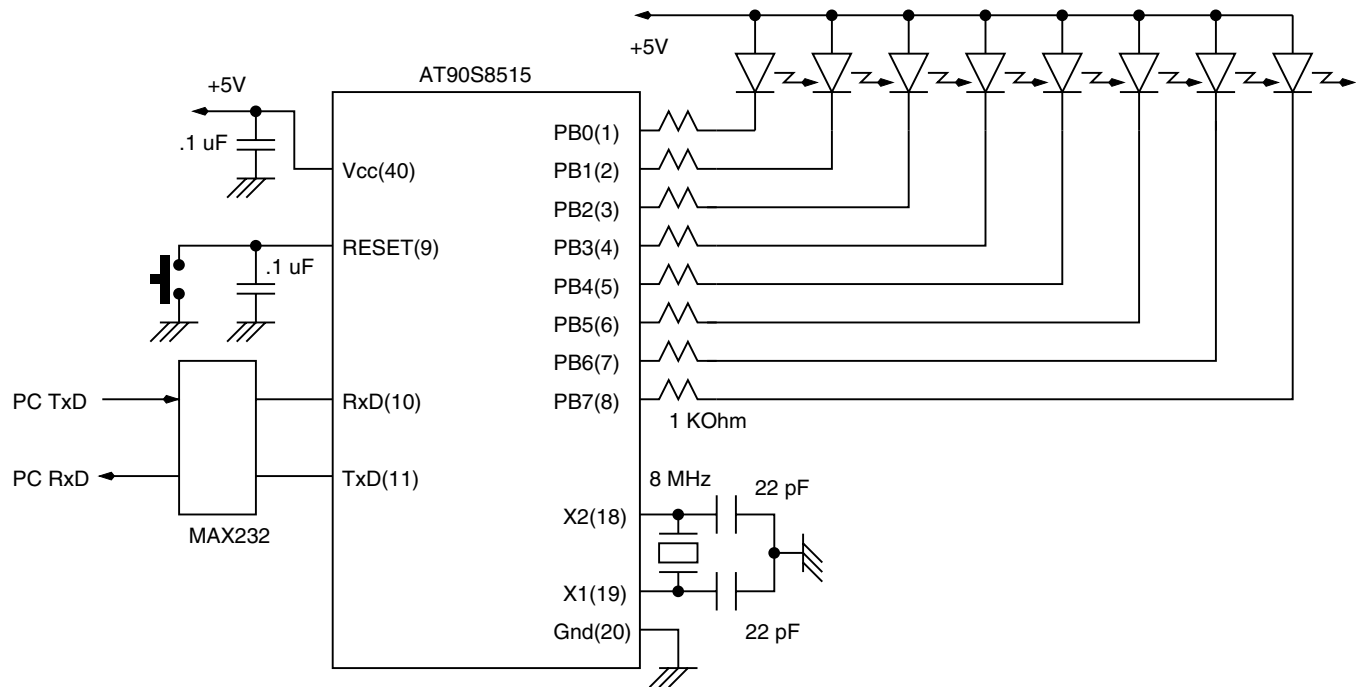 +5V
AT90S8515
+5V
.1 uF
Vcc(40)
RESET(9)
.1 uF
PC TxD
RxD(10)
PC RxD
TxD(11)
MAX232
PB0(1)
PB1(2)
PB2(3)
PB3(4)
PB4(5)
PB5(6)
PB6(7)
PB7(8)
1 KOhm
8 MHz
22 pF
X2(18)
X1(19)
22 pF
Gnd(20)